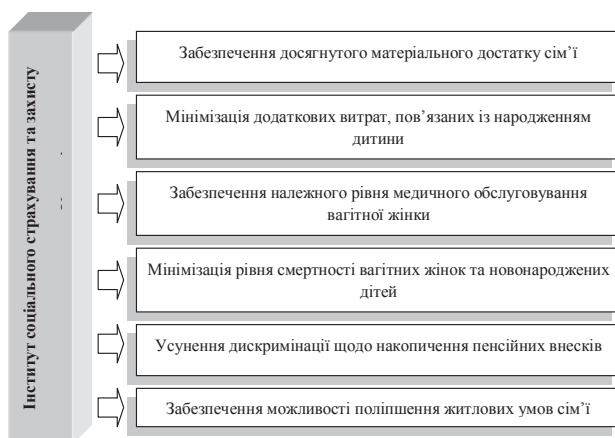 Інститут соціального страхування та захисту
Забезпечення досягнутого матеріального достатку сім’ї
Мінімізація додаткових витрат, пов’язаних із народженням
дитини
Забезпечення належного рівня медичного обслуговування
вагітної жінки
Мінімізація рівня смертності вагітних жінок та новонароджених
дітей
Усунення дискримінації щодо накопичення пенсійних внесків
Забезпечення можливості поліпшення житлових умов сім’ї